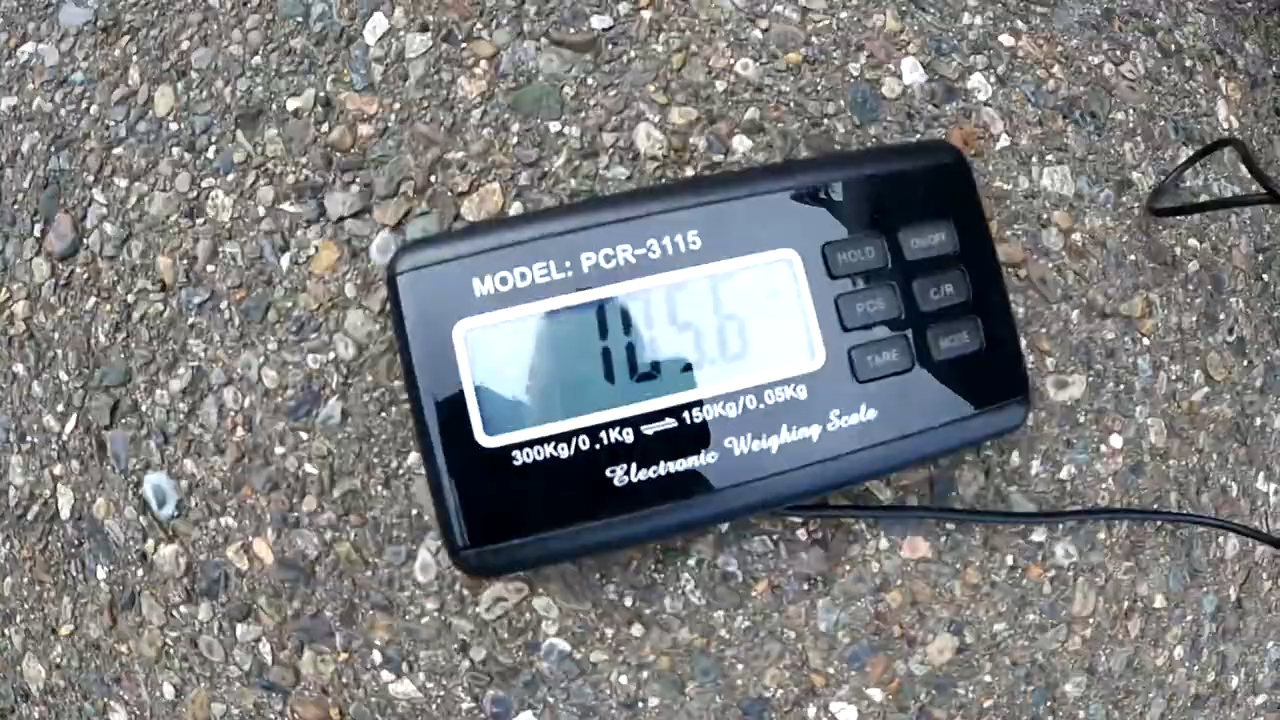 MODEL: PCR-3115
HOLD
ON/OFF
PCS
C/R
TARE
MODE
300Kg/0.1Kg ⇌ 150Kg/0.05Kg
Electronic Weighing Scale